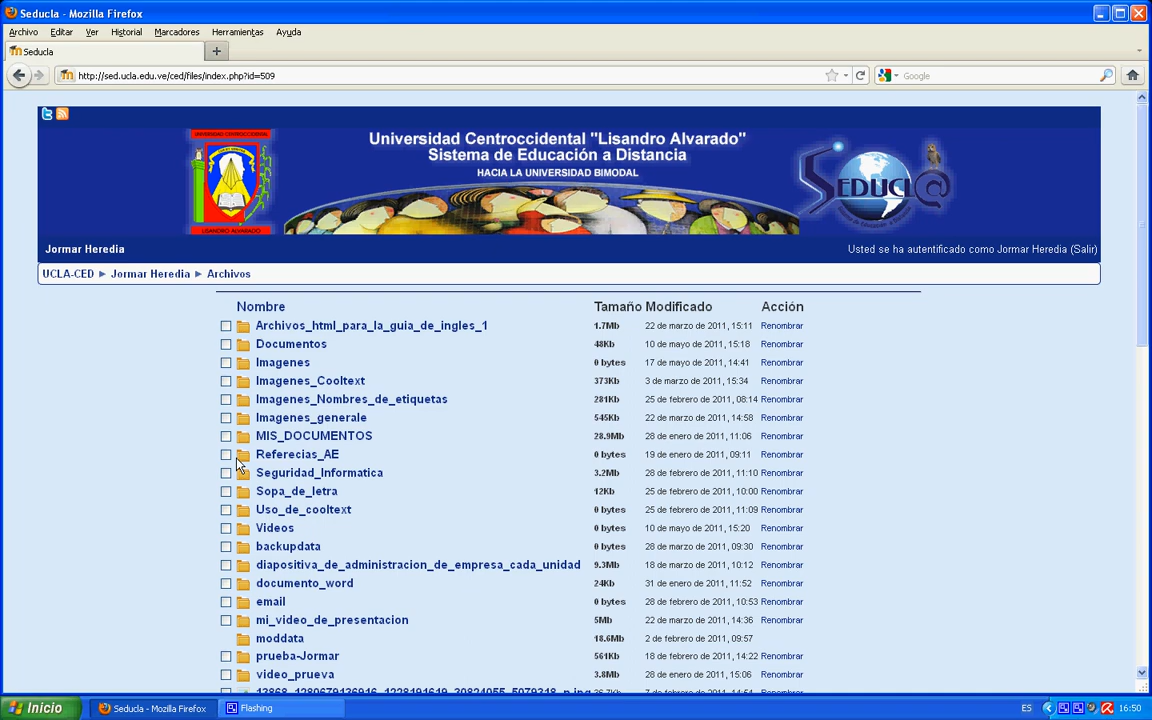 Seducla - Mozilla Firefox
Archivo Editar Ver Historial Marcadores Herramientas Ayuda
Seducla
http://sed.ucla.edu.ve/ced/files/index.php?id=509
Google
Universidad Centroccidental "Lisandro Alvarado"
Sistema de Educación a Distancia
HACIA LA UNIVERSIDAD BIMODAL
UNIVERSIDAD CENTROCCIDENTAL
LISANDRO ALVARADO
SEDUCL@
Jormar Heredia
Usted se ha autentificado como Jormar Heredia (Salir)
UCLA-CED ► Jormar Heredia ► Archivos
Nombre Tamaño Modificado Acción
Archivos_html_para_la_guia_de_ingles_1 1.7Mb 22 de marzo de 2011, 15:11 Renombrar
Documentos 48Kb 10 de mayo de 2011, 15:18 Renombrar
Imagenes 0 bytes 17 de mayo de 2011, 14:41 Renombrar
Imagenes_Cooltext 373Kb 3 de marzo de 2011, 15:34 Renombrar
Imagenes_Nombres_de_etiquetas 281Kb 25 de febrero de 2011, 08:14 Renombrar
Imagenes_generale 545Kb 22 de marzo de 2011, 14:58 Renombrar
MIS_DOCUMENTOS 28.9Mb 28 de enero de 2011, 11:06 Renombrar
Referecias_AE 0 bytes 19 de enero de 2011, 09:11 Renombrar
Seguridad_Informatica 3.2Mb 28 de febrero de 2011, 11:10 Renombrar
Sopa_de_letra 12Kb 25 de febrero de 2011, 10:00 Renombrar
Uso_de_cooltext 0 bytes 25 de febrero de 2011, 11:09 Renombrar
Videos 0 bytes 10 de mayo de 2011, 15:20 Renombrar
backupdata 0 bytes 28 de marzo de 2011, 09:30 Renombrar
diapositiva_de_administracion_de_empresa_cada_unidad 9.3Mb 18 de marzo de 2011, 10:12 Renombrar
documento_word 24Kb 31 de enero de 2011, 11:52 Renombrar
email 0 bytes 28 de febrero de 2011, 10:53 Renombrar
mi_video_de_presentacion 5Mb 22 de marzo de 2011, 14:36 Renombrar
moddata 18.6Mb 2 de febrero de 2011, 09:57
prueba-Jormar 561Kb 18 de febrero de 2011, 14:22 Renombrar
video_prueva 3.8Mb 28 de febrero de 2011, 15:06 Renombrar
Inicio Seducla - Mozilla Firefox Flashing ES 16:50